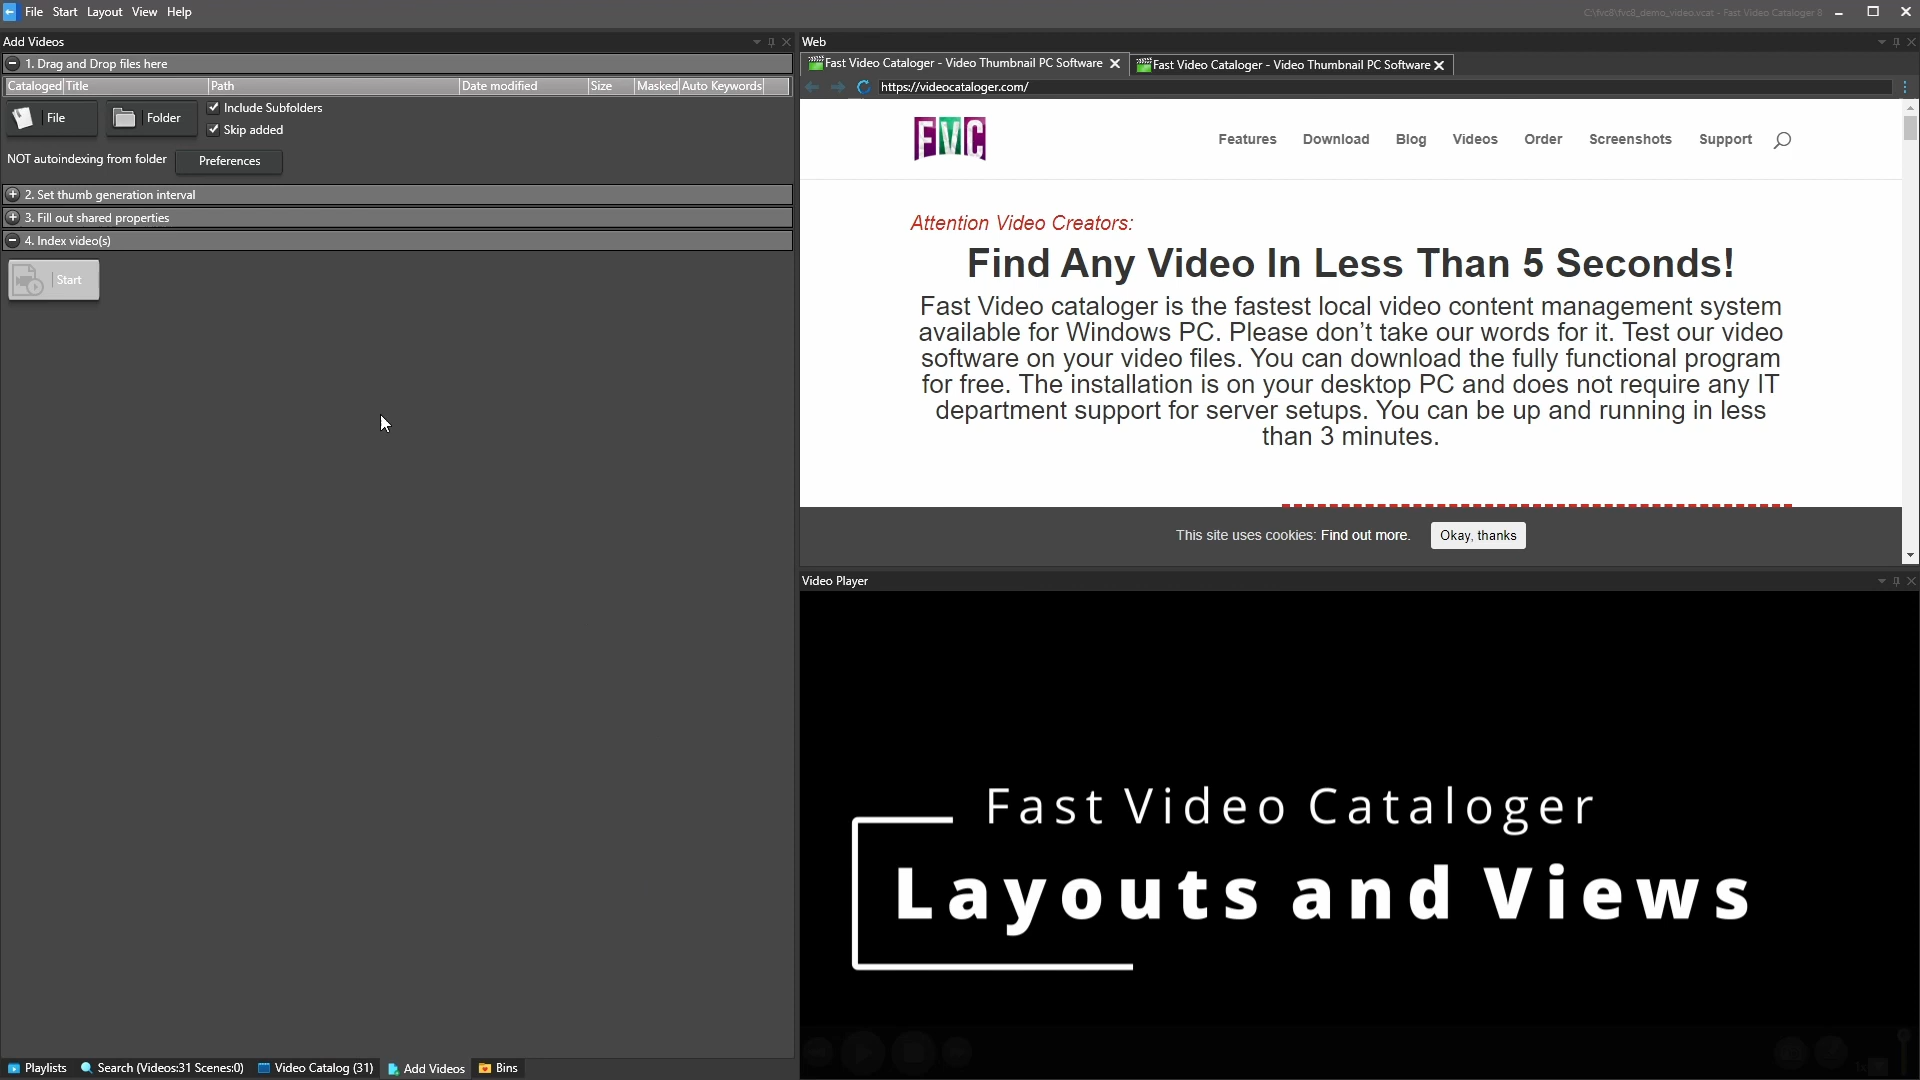 File Start Layout View Help
C:\fvc8\fvc8_demo_video.vcat - Fast Video Cataloger 8
Add Videos
1. Drag and Drop files here
Cataloged Title Path Date modified Size Masked Auto Keywords
File Folder
Include Subfolders
Skip added
NOT autoindexing from folder Preferences
2. Set thumb generation interval
3. Fill out shared properties
4. Index video(s)
Start
Playlists Search (Videos:31 Scenes:0) Video Catalog (31) Add Videos Bins
Web
Fast Video Cataloger - Video Thumbnail PC Software Fast Video Cataloger - Video Thumbnail PC Software
https://videocataloger.com/
FVC
Features Download Blog Videos Order Screenshots Support
Attention Video Creators:
Find Any Video In Less Than 5 Seconds!
Fast Video cataloger is the fastest local video content management system
available for Windows PC. Please don’t take our words for it. Test our video
software on your video files. You can download the fully functional program
for free. The installation is on your desktop PC and does not require any IT
department support for server setups. You can be up and running in less
than 3 minutes.
This site uses cookies: Find out more. Okay, thanks
Video Player
Fast Video Cataloger
Layouts and Views